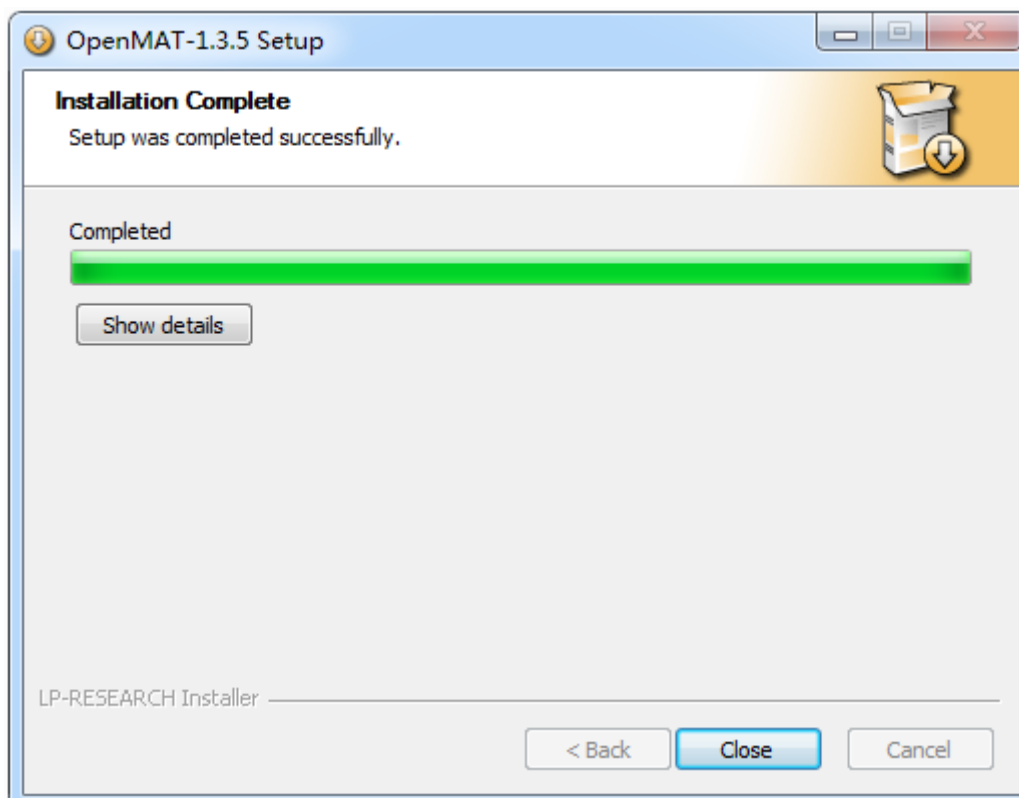 OpenMAT-1.3.5 Setup
Installation Complete
Setup was completed successfully.
Completed
Show details
LP-RESEARCH Installer
< Back
Close
Cancel